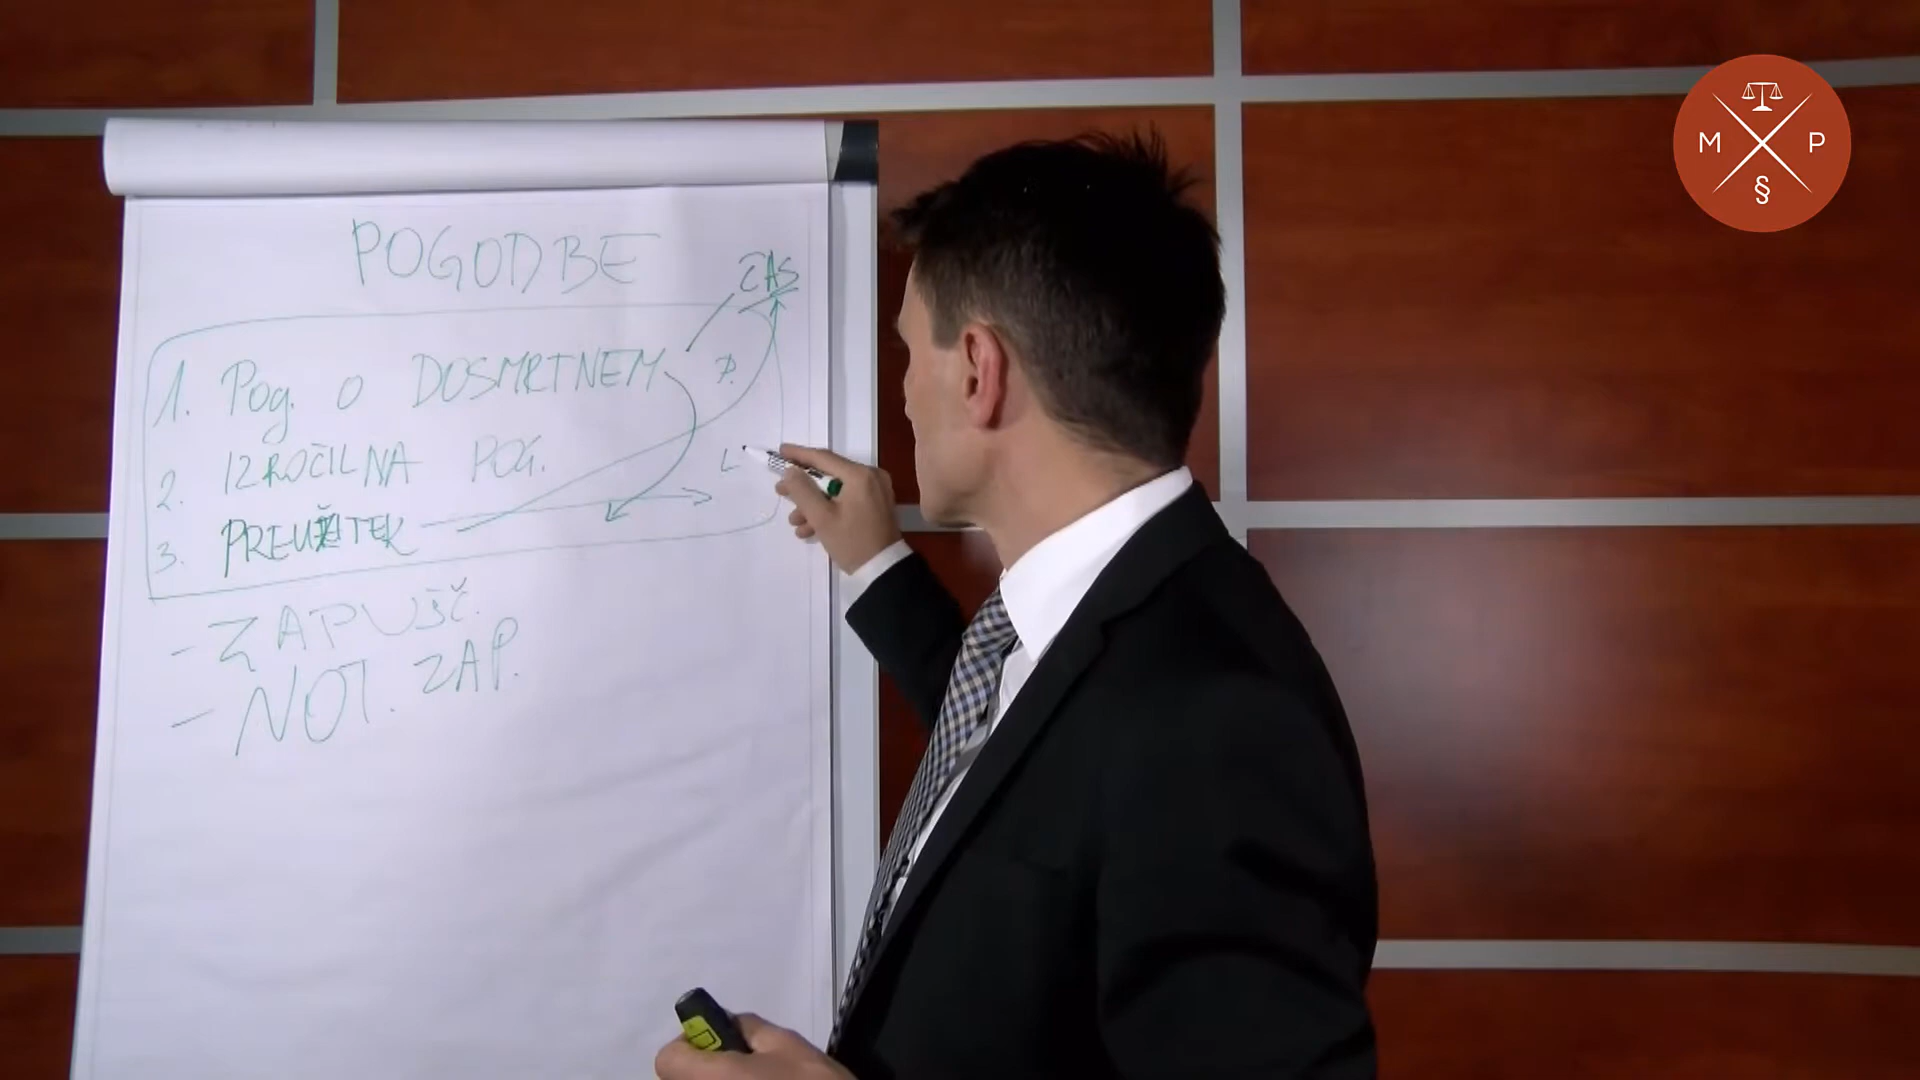 POGODBE
ČAS
1. Pog. O DOSMRTNEM
P.
2. IZROČILNA POG.
L
3. PREUŽITEK
- ZAPUŠČ.
- NOT. ZAP.
M P
§